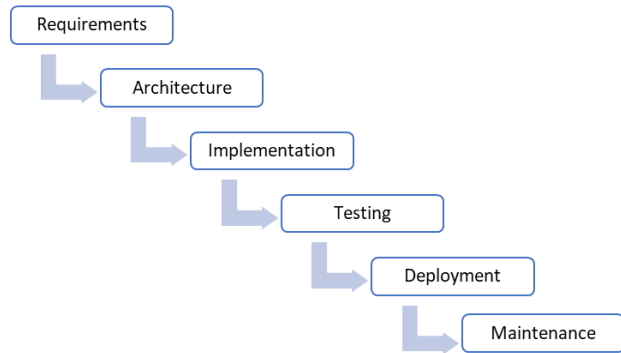 Requirements
Architecture
Implementation
Testing
Deployment
Maintenance